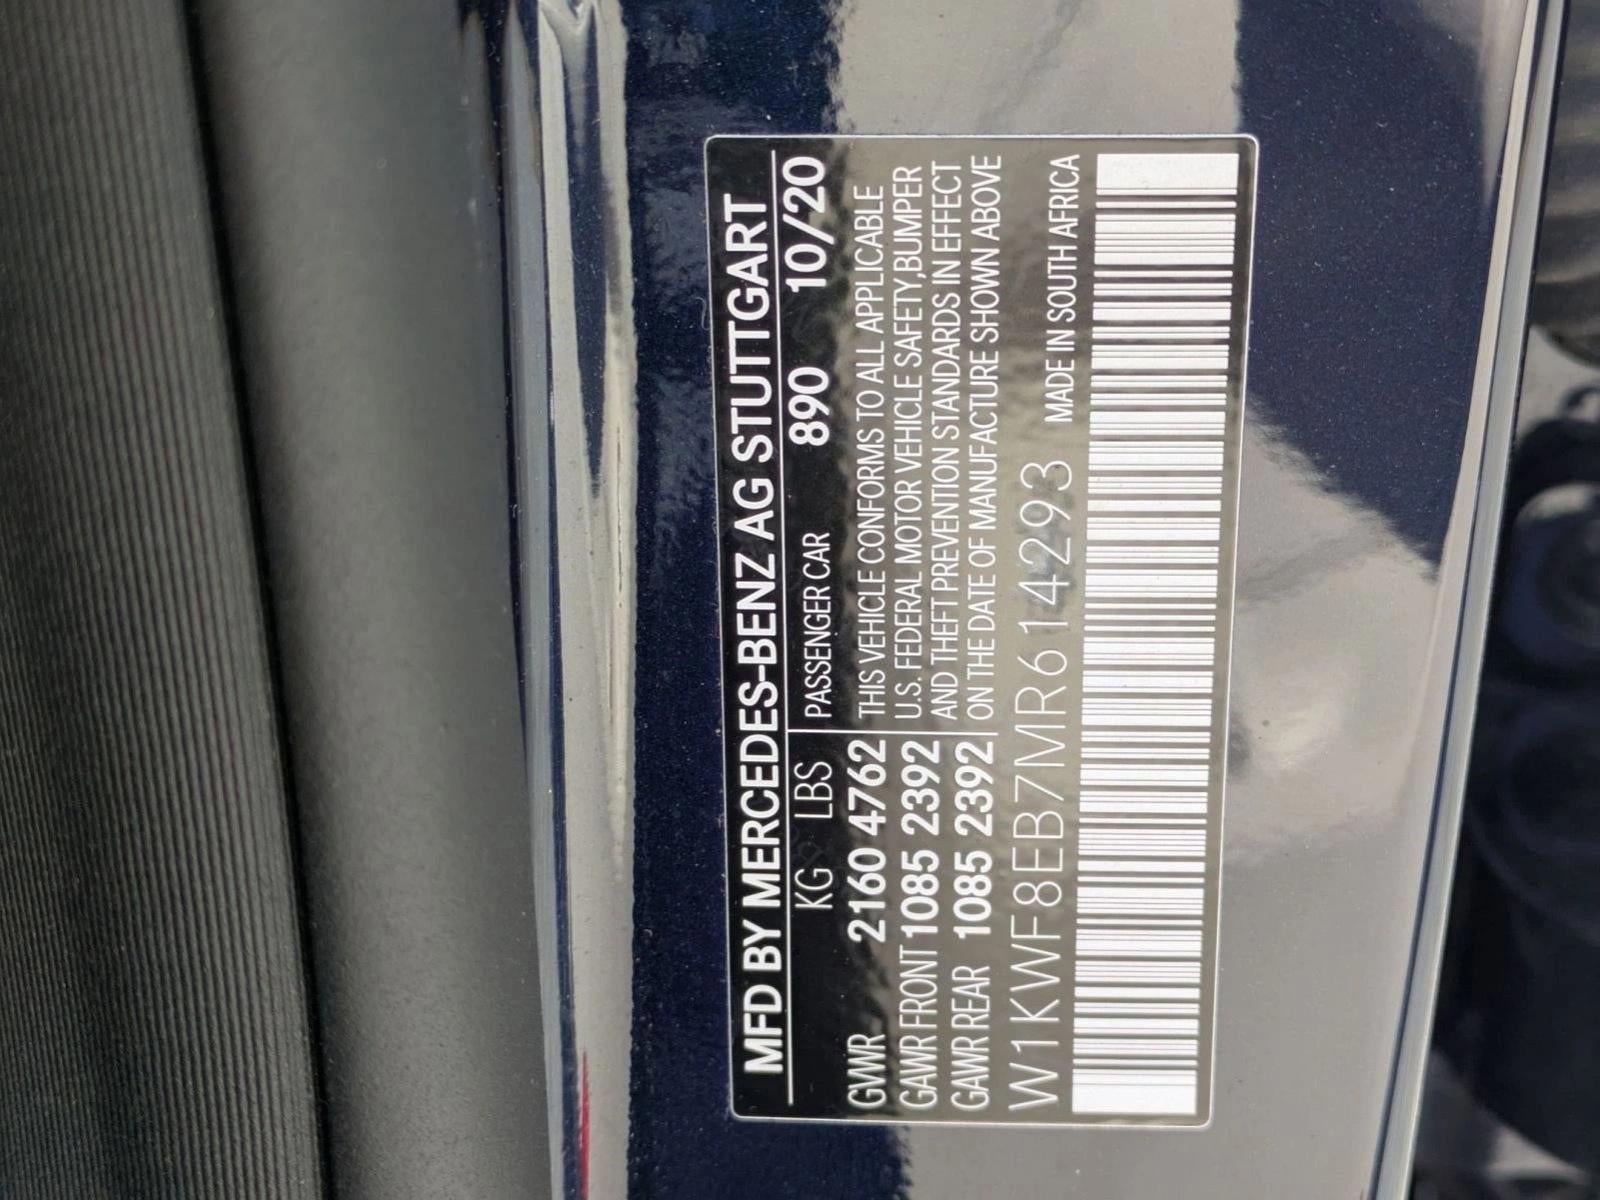 MFD BY MERCEDES-BENZ AG STUTTGART
KG LBS PASSENGER CAR 890 10/20
GWR 2160 4762 THIS VEHICLE CONFORMS TO ALL APPLICABLE
GAWR FRONT 1085 2392 U.S. FEDERAL MOTOR VEHICLE SAFETY,BUMPER
GAWR REAR 1085 2392 AND THEFT PREVENTION STANDARDS IN EFFECT
ON THE DATE OF MANUFACTURE SHOWN ABOVE
W1KWF8EB7MR614293 MADE IN SOUTH AFRICA